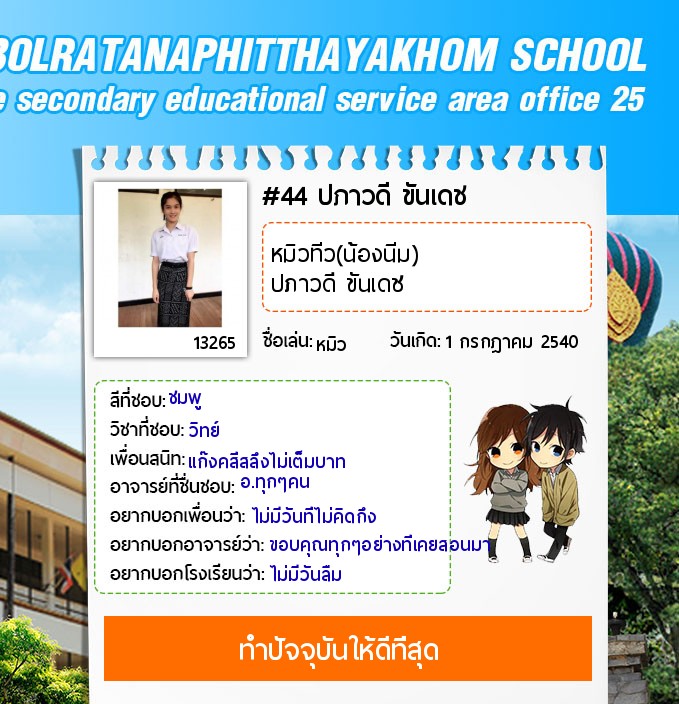 BOLRATANAPHITTHAYAKHOM SCHOOL
e secondary educational service area office 25
#44 ปภาวดี ขันเดช
หมิวทิว(น้องนึม)
ปภาวดี ขันเดช
13265
ชื่อเล่น: หมิว
วันเกิด: 1 กรกฎาคม 2540
สีที่ชอบ: ชมพู
วิชาที่ชอบ: วิทย์
เพื่อนสนิท: แก๊งคลีสลึงไม่เต็มบาท
อาจารย์ที่ชื่นชอบ: อ.ทุกๆคน
อยากบอกเพื่อนว่า: ไม่มีวันที่ไม่คิดถึง
อยากบอกอาจารย์ว่า: ขอบคุณทุกๆอย่างที่เคยสอนมา
อยากบอกโรงเรียนว่า: ไม่มีวันลืม
ทำปัจจุบันให้ดีที่สุด